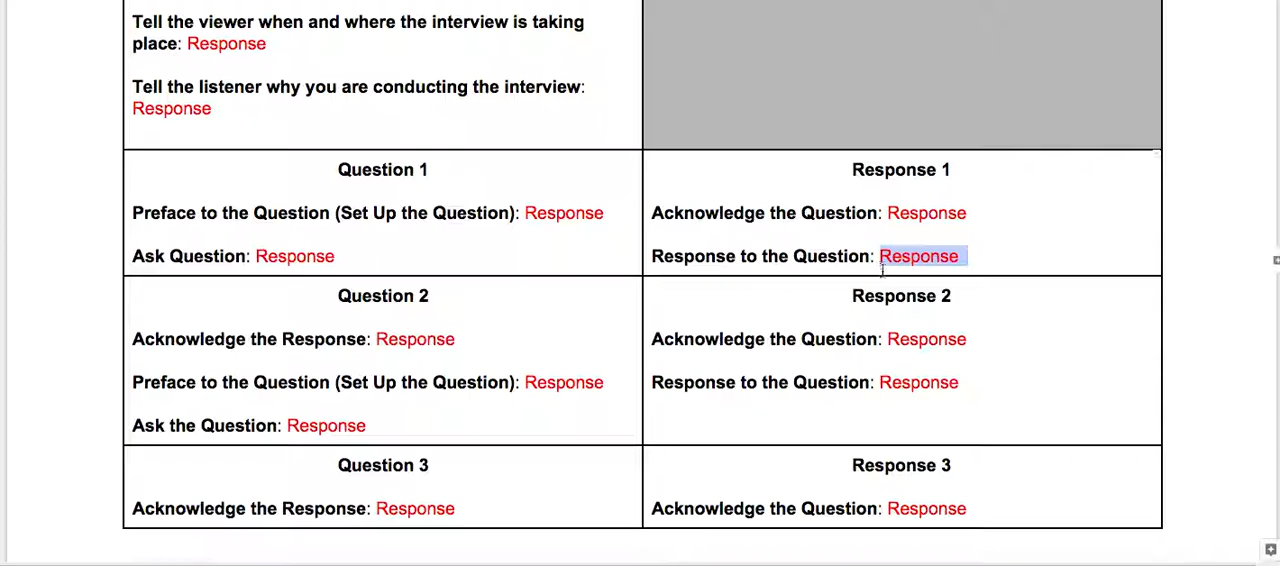 Tell the viewer when and where the interview is taking
place: Response
Tell the listener why you are conducting the interview:
Response
Question 1
Preface to the Question (Set Up the Question): Response
Ask Question: Response
Response 1
Acknowledge the Question: Response
Response to the Question: Response
Question 2
Acknowledge the Response: Response
Preface to the Question (Set Up the Question): Response
Ask the Question: Response
Response 2
Acknowledge the Question: Response
Response to the Question: Response
Question 3
Acknowledge the Response: Response
Response 3
Acknowledge the Question: Response